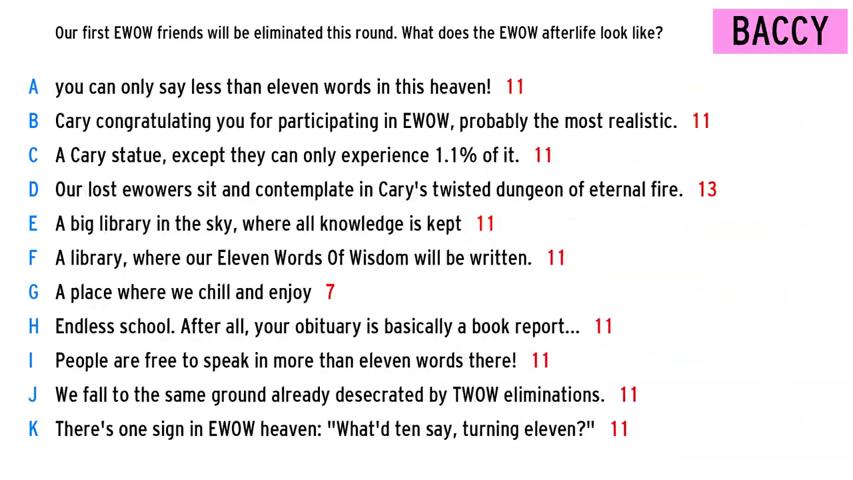 Our first EWOW friends will be eliminated this round. What does the EWOW afterlife look like?
BACCY
A you can only say less than eleven words in this heaven! 11
B Cary congratulating you for participating in EWOW, probably the most realistic. 11
C A Cary statue, except they can only experience 1.1% of it. 11
D Our lost ewowers sit and contemplate in Cary's twisted dungeon of eternal fire. 13
E A big library in the sky, where all knowledge is kept 11
F A library, where our Eleven Words Of Wisdom will be written. 11
G A place where we chill and enjoy 7
H Endless school. After all, your obituary is basically a book report... 11
I People are free to speak in more than eleven words there! 11
J We fall to the same ground already desecrated by TWOW eliminations. 11
K There's one sign in EWOW heaven: "What'd ten say, turning eleven?" 11